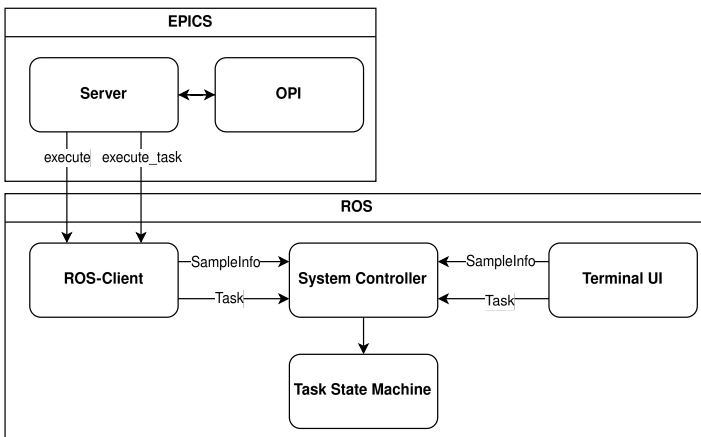 EPICS
Server
OPI
execute
execute_task
ROS
ROS-Client
SampleInfo
Task
System Controller
SampleInfo
Task
Terminal UI
Task State Machine